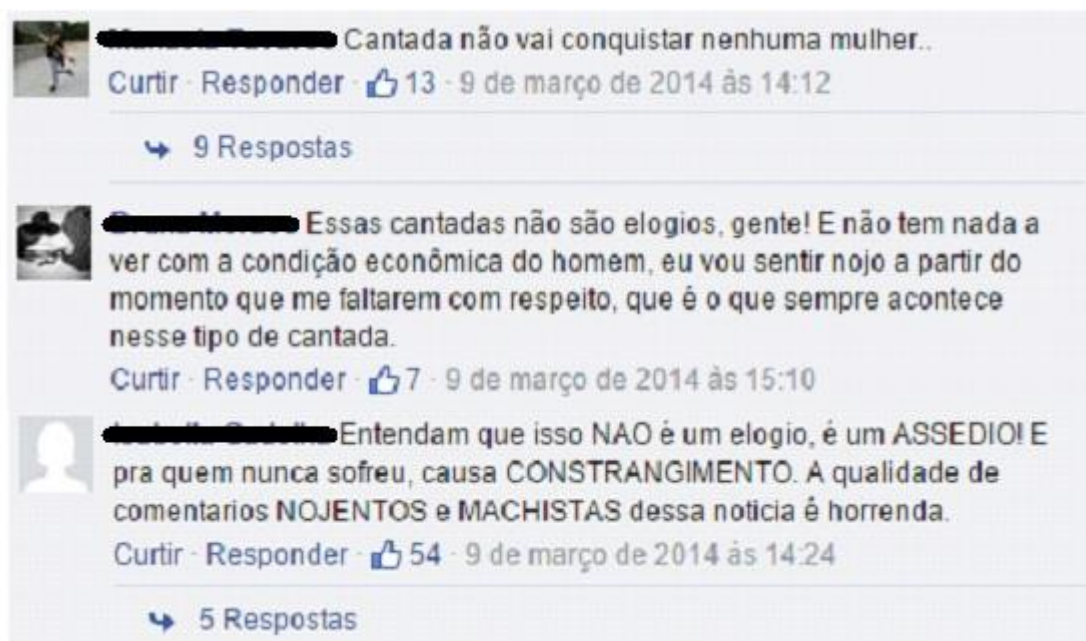 Cantada não vai conquistar nenhuma mulher..
Curtir · Responder · 13 · 9 de março de 2014 às 14:12
9 Respostas
Essas cantadas não são elogios, gente! E não tem nada a
ver com a condição econômica do homem, eu vou sentir nojo a partir do
momento que me faltarem com respeito, que é o que sempre acontece
nesse tipo de cantada.
Curtir · Responder · 7 · 9 de março de 2014 às 15:10
Entendam que isso NAO é um elogio, é um ASSEDIO! E
pra quem nunca sofreu, causa CONSTRANGIMENTO. A qualidade de
comentarios NOJENTOS e MACHISTAS dessa noticia é horrenda.
Curtir · Responder · 54 · 9 de março de 2014 às 14:24
5 Respostas